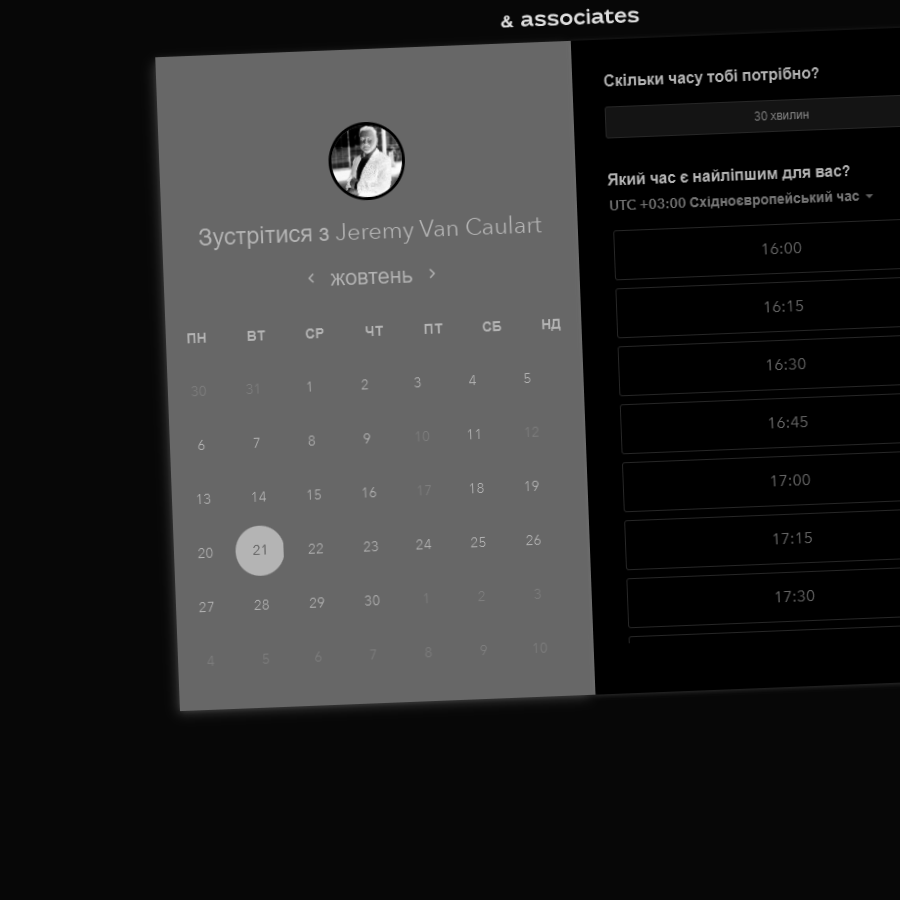 & associates
Зустрітися з Jeremy Van Caulart
жовтень
ПН ВТ СР ЧТ ПТ СБ НД
30 31 1 2 3 4 5
6 7 8 9 10 11 12
13 14 15 16 17 18 19
20 21 22 23 24 25 26
27 28 29 30 1 2 3
4 5 6 7 8 9 10
Скільки часу тобі потрібно?
30 хвилин
Який час є найліпшим для вас?
UTC +03:00 Східноєвропейський час
16:00
16:15
16:30
16:45
17:00
17:15
17:30